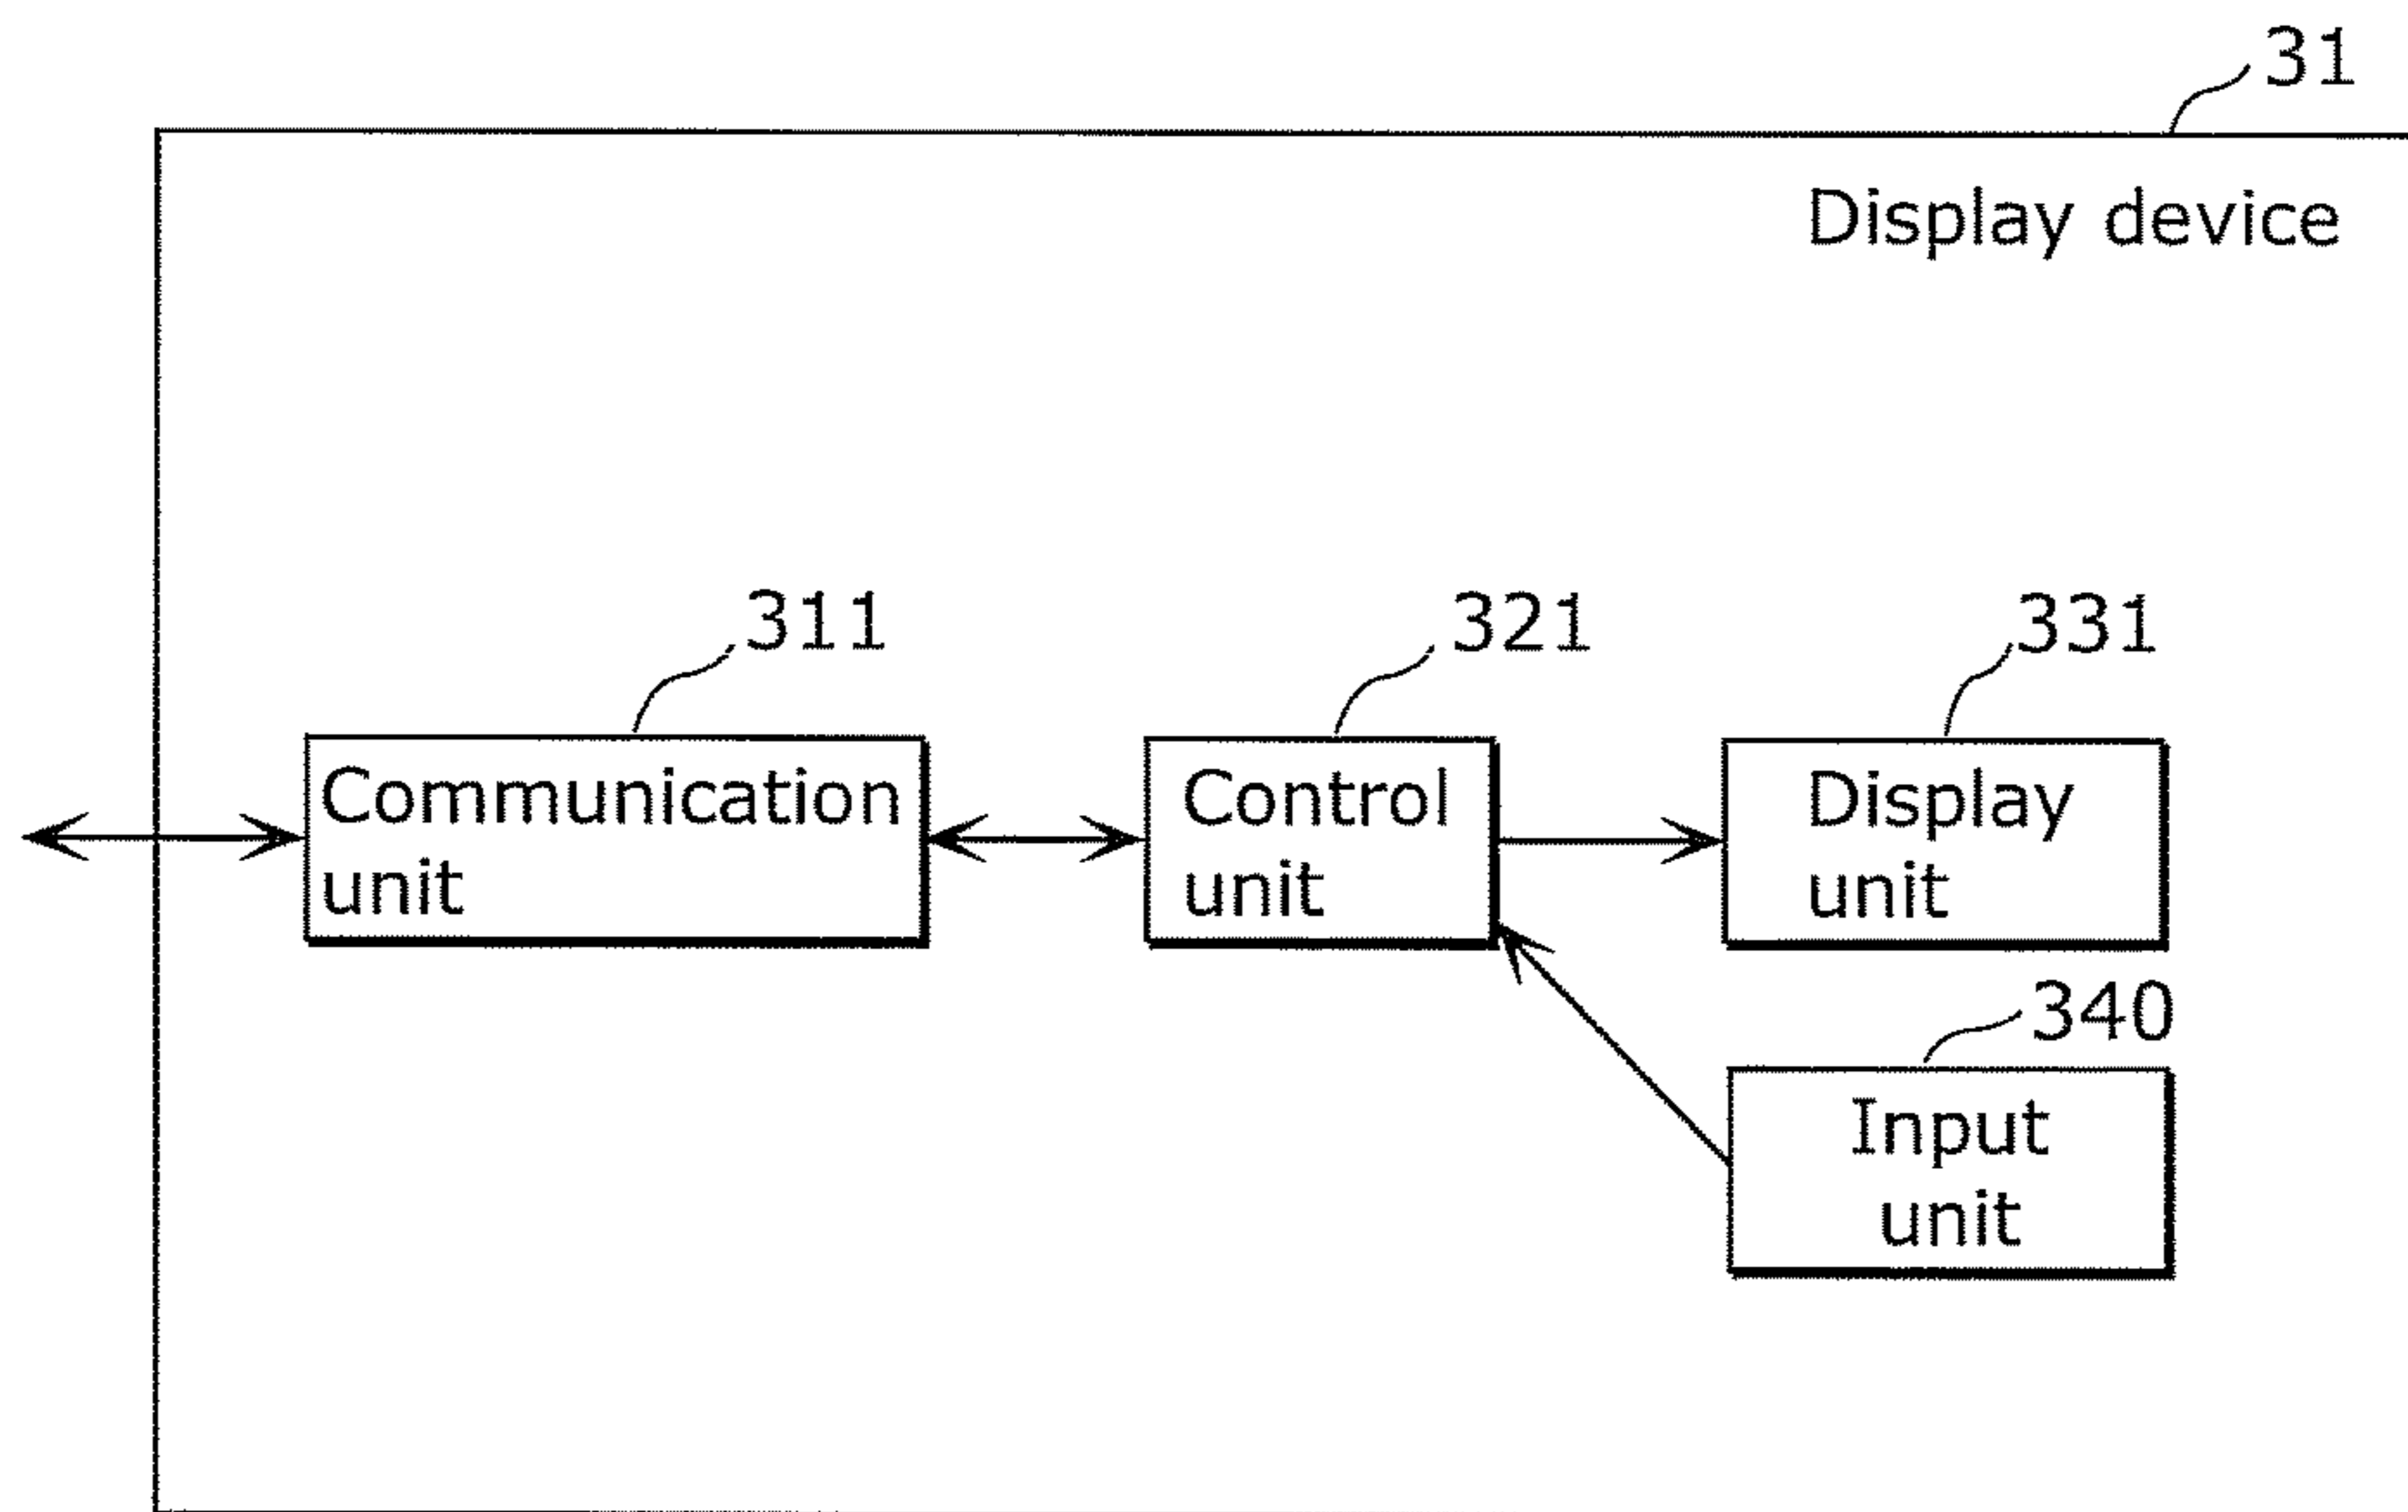 31
Display device
311
321
331
Communication
unit
Control
unit
Display
unit
340
Input
unit